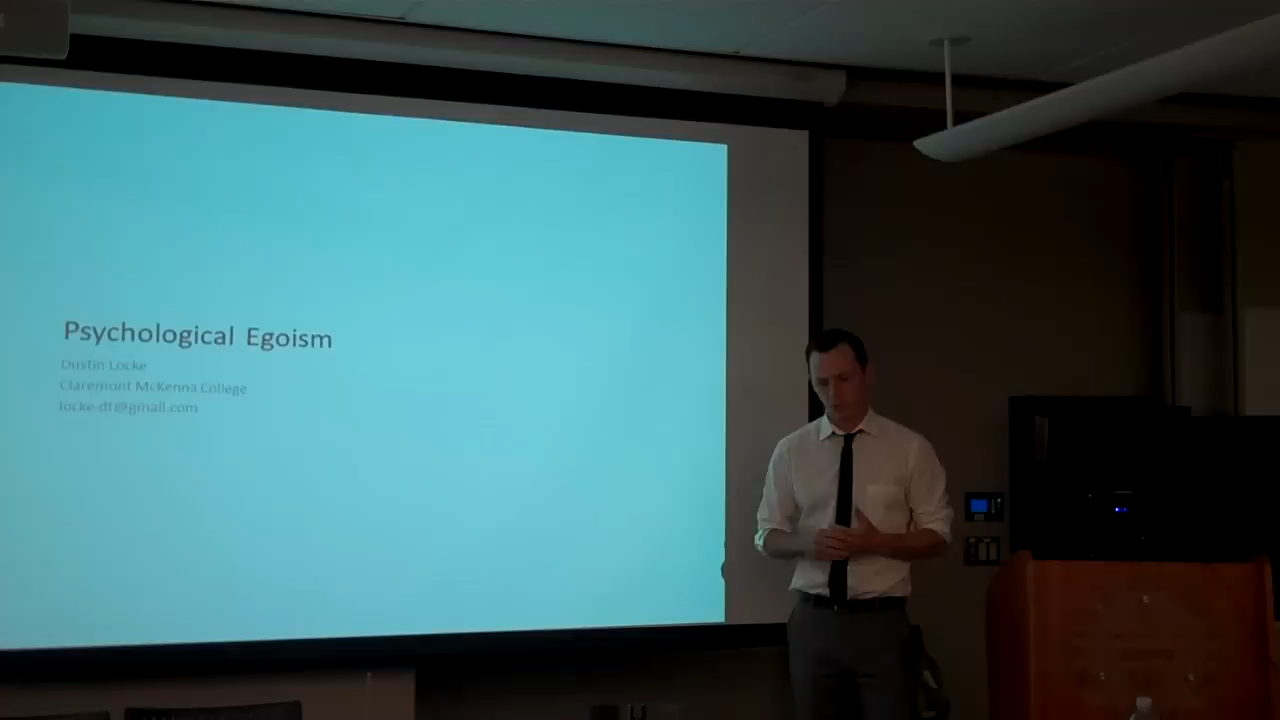 Psychological Egoism
Dustin Locke
Claremont McKenna College
locke.dt@gmail.com